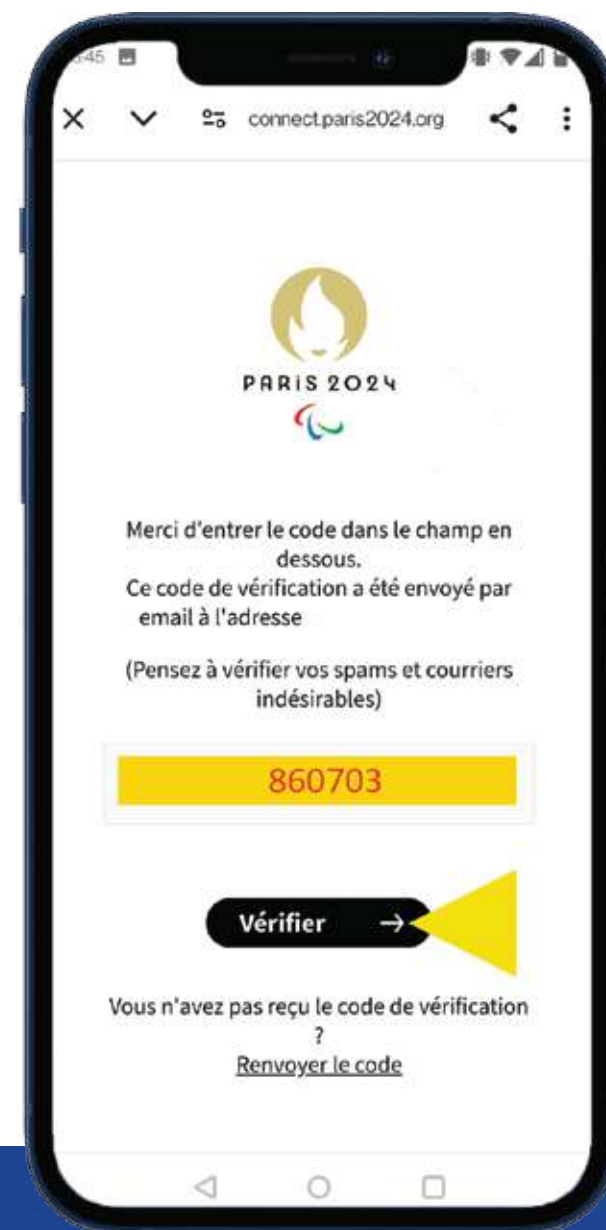 :45
connect.paris2024.org
PARIS 2024
Merci d'entrer le code dans le champ en
dessous.
Ce code de vérification a été envoyé par
email à l'adresse
(Pensez à vérifier vos spams et courriers
indésirables)
860703
Vérifier →
Vous n'avez pas reçu le code de vérification
?
Renvoyer le code